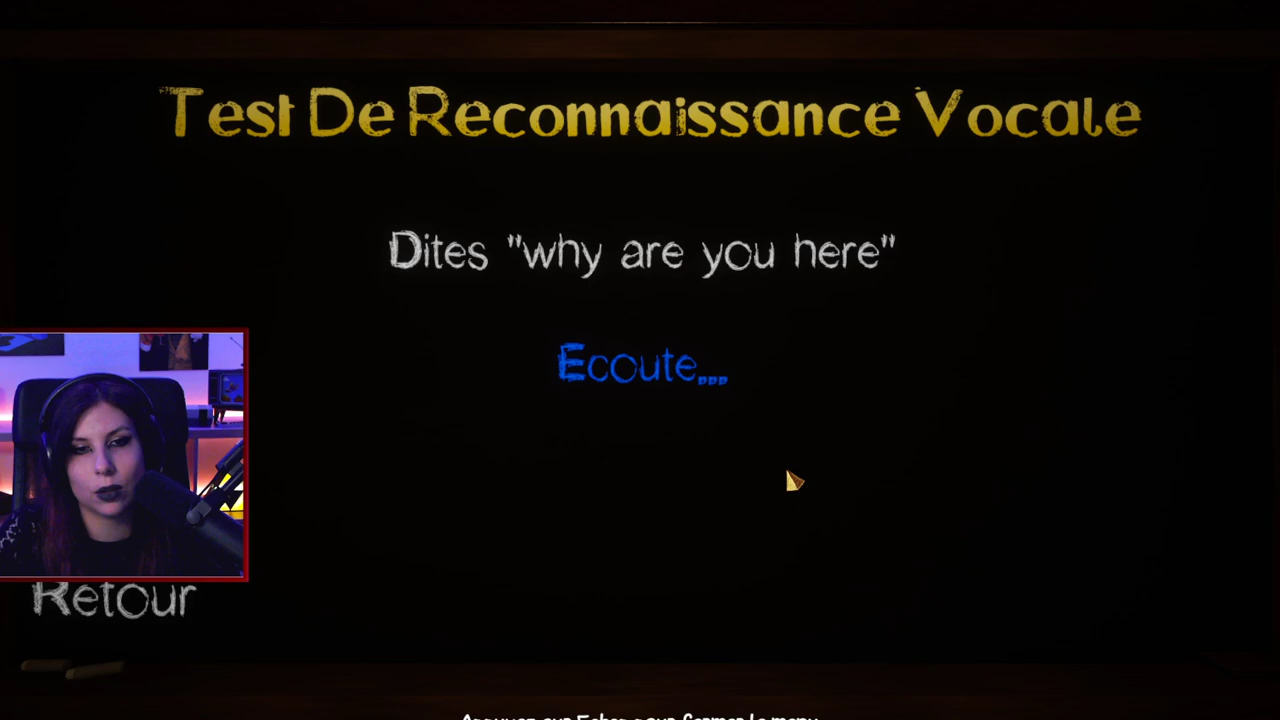 Test De Reconnaissance Vocale
Dites "why are you here"
Ecoute...
Retour